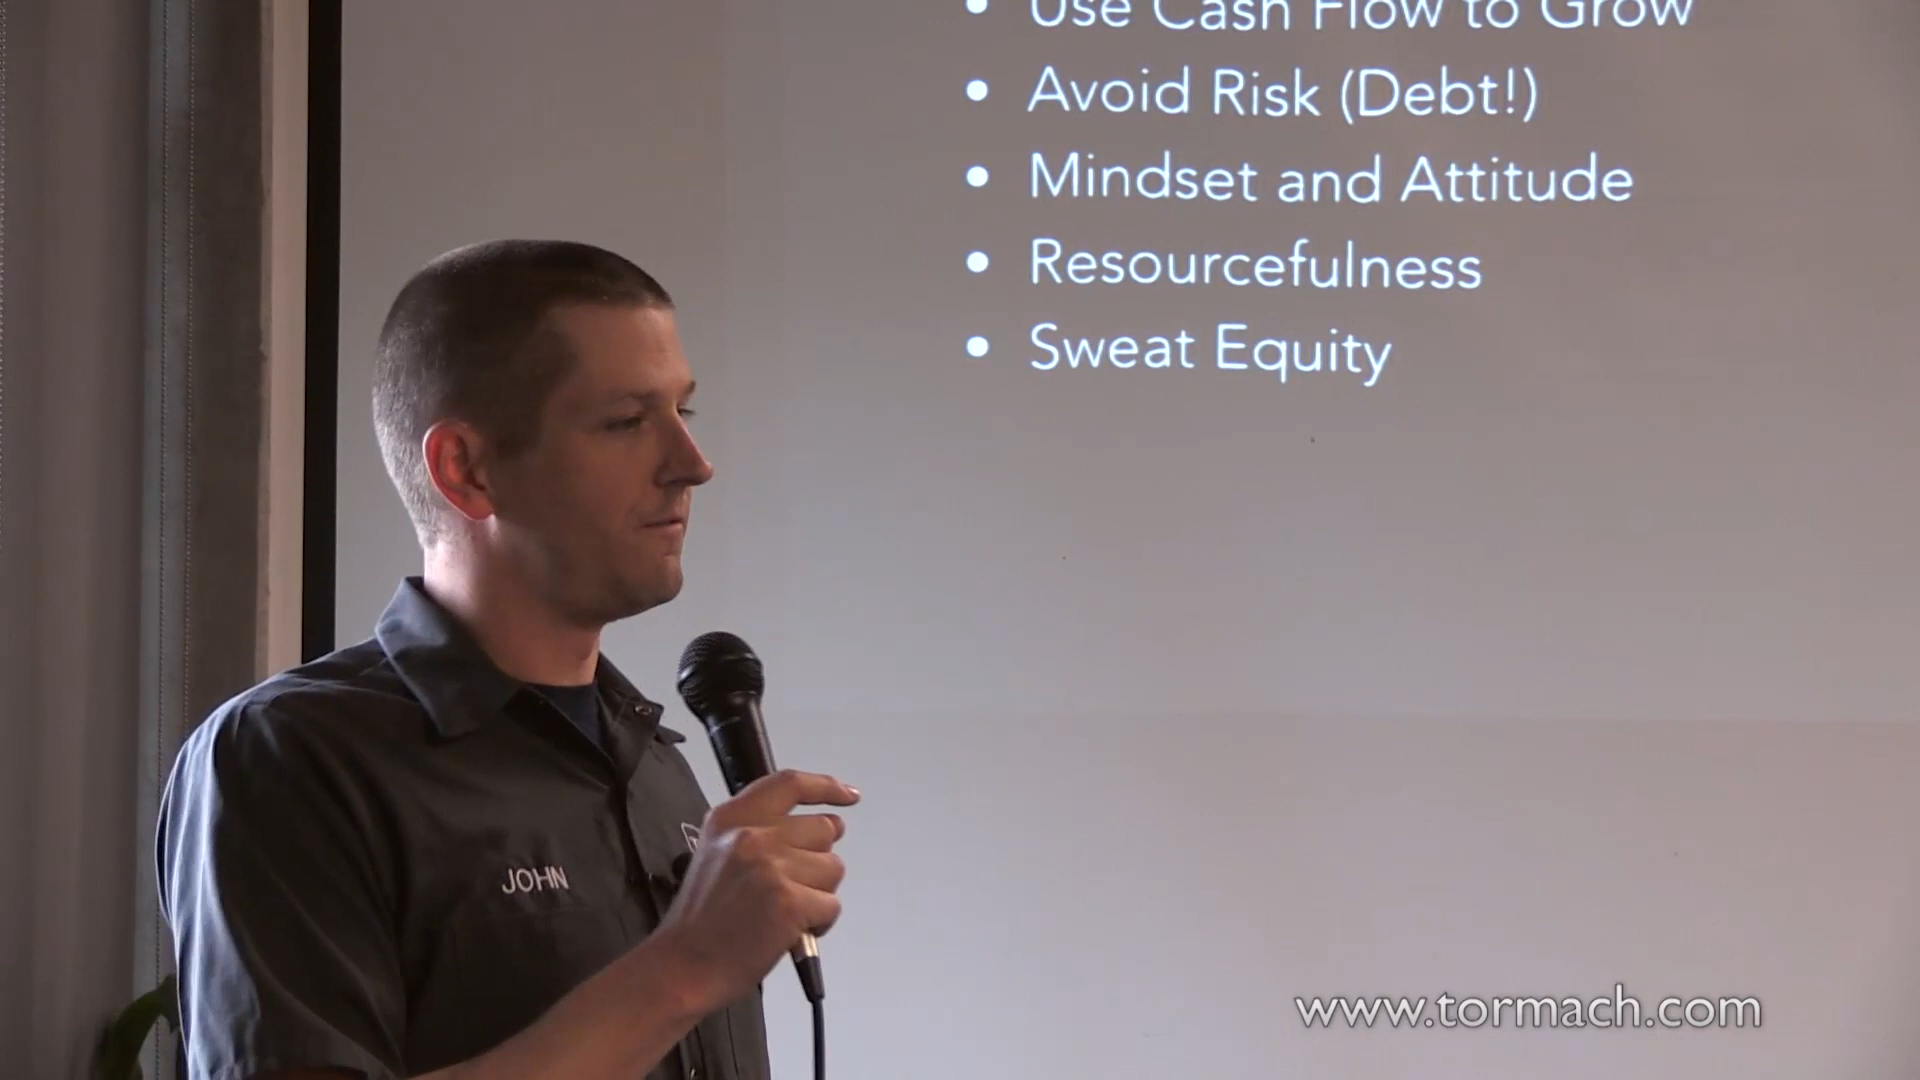 • Use Cash Flow to Grow
• Avoid Risk (Debt!)
• Mindset and Attitude
• Resourcefulness
• Sweat Equity
JOHN
www.tormach.com